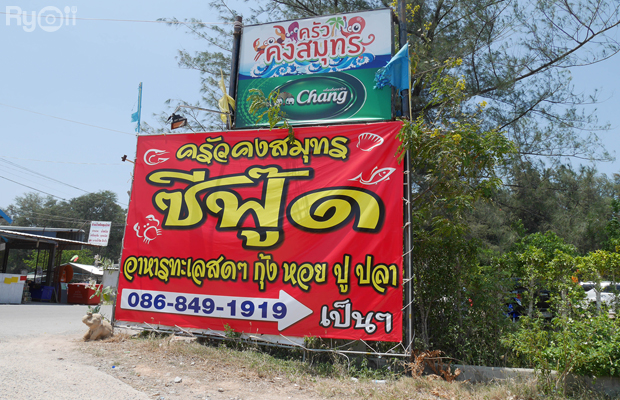 Ryoii
ครัว
คงสมุทร
Chang
ครัวคงสมุทร
ซีฟู๊ด
อาหารทะเลสดๆ กุ้ง หอย ปู ปลา
086-849-1919
เป็นๆ